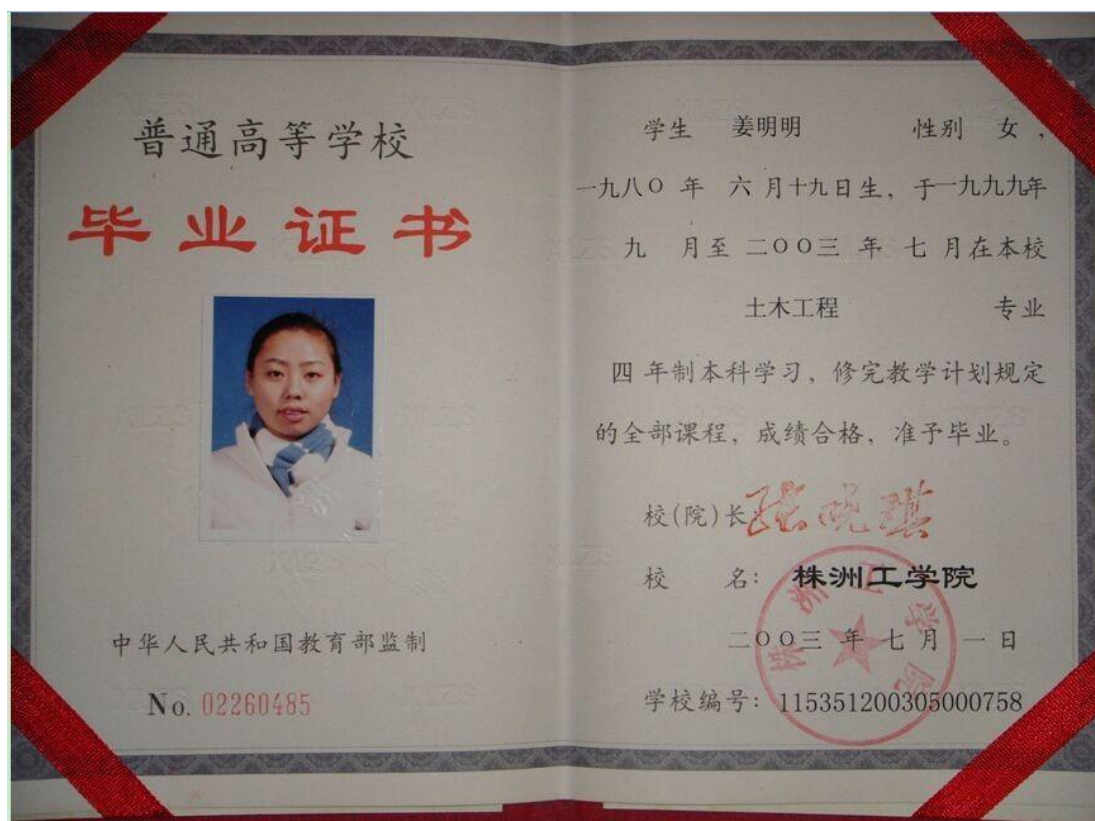 普通高等学校
毕业证书
中华人民共和国教育部监制
No. 02260485
学生 姜明明 性别 女,
一九八〇 年 六 月十九日生, 于一九九九年
九 月至 二〇〇三 年 七 月在本校
土木工程 专业
四 年制本科学习, 修完教学计划规定
的全部课程, 成绩合格, 准予毕业。
校(院)长
校 名: 株洲工学院
二〇〇三 年 七 月 一 日
学校编号: 115351200305000758
株洲工学院